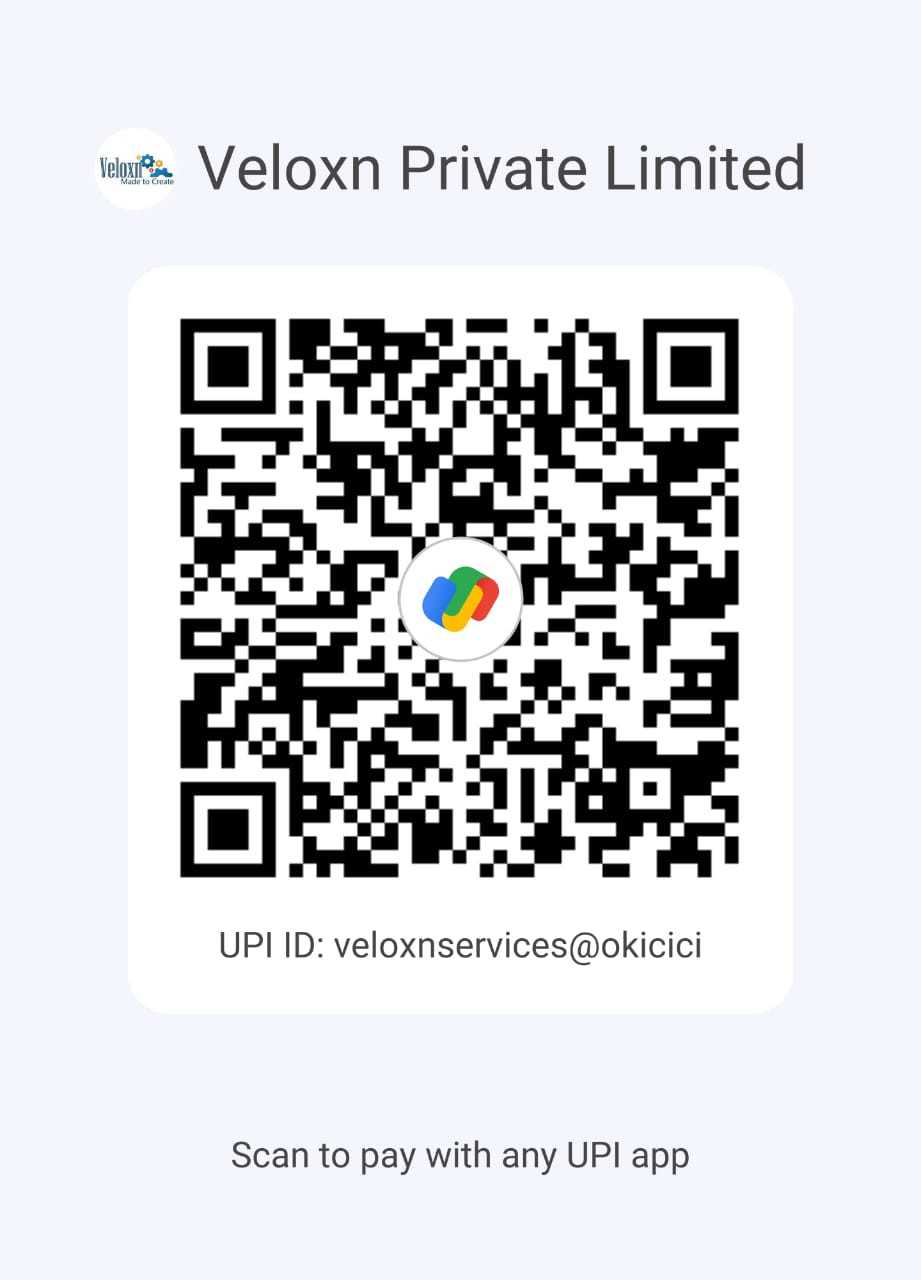 Veloxn
Made to Create
Veloxn Private Limited
UPI ID: veloxnservices@okicici
Scan to pay with any UPI app